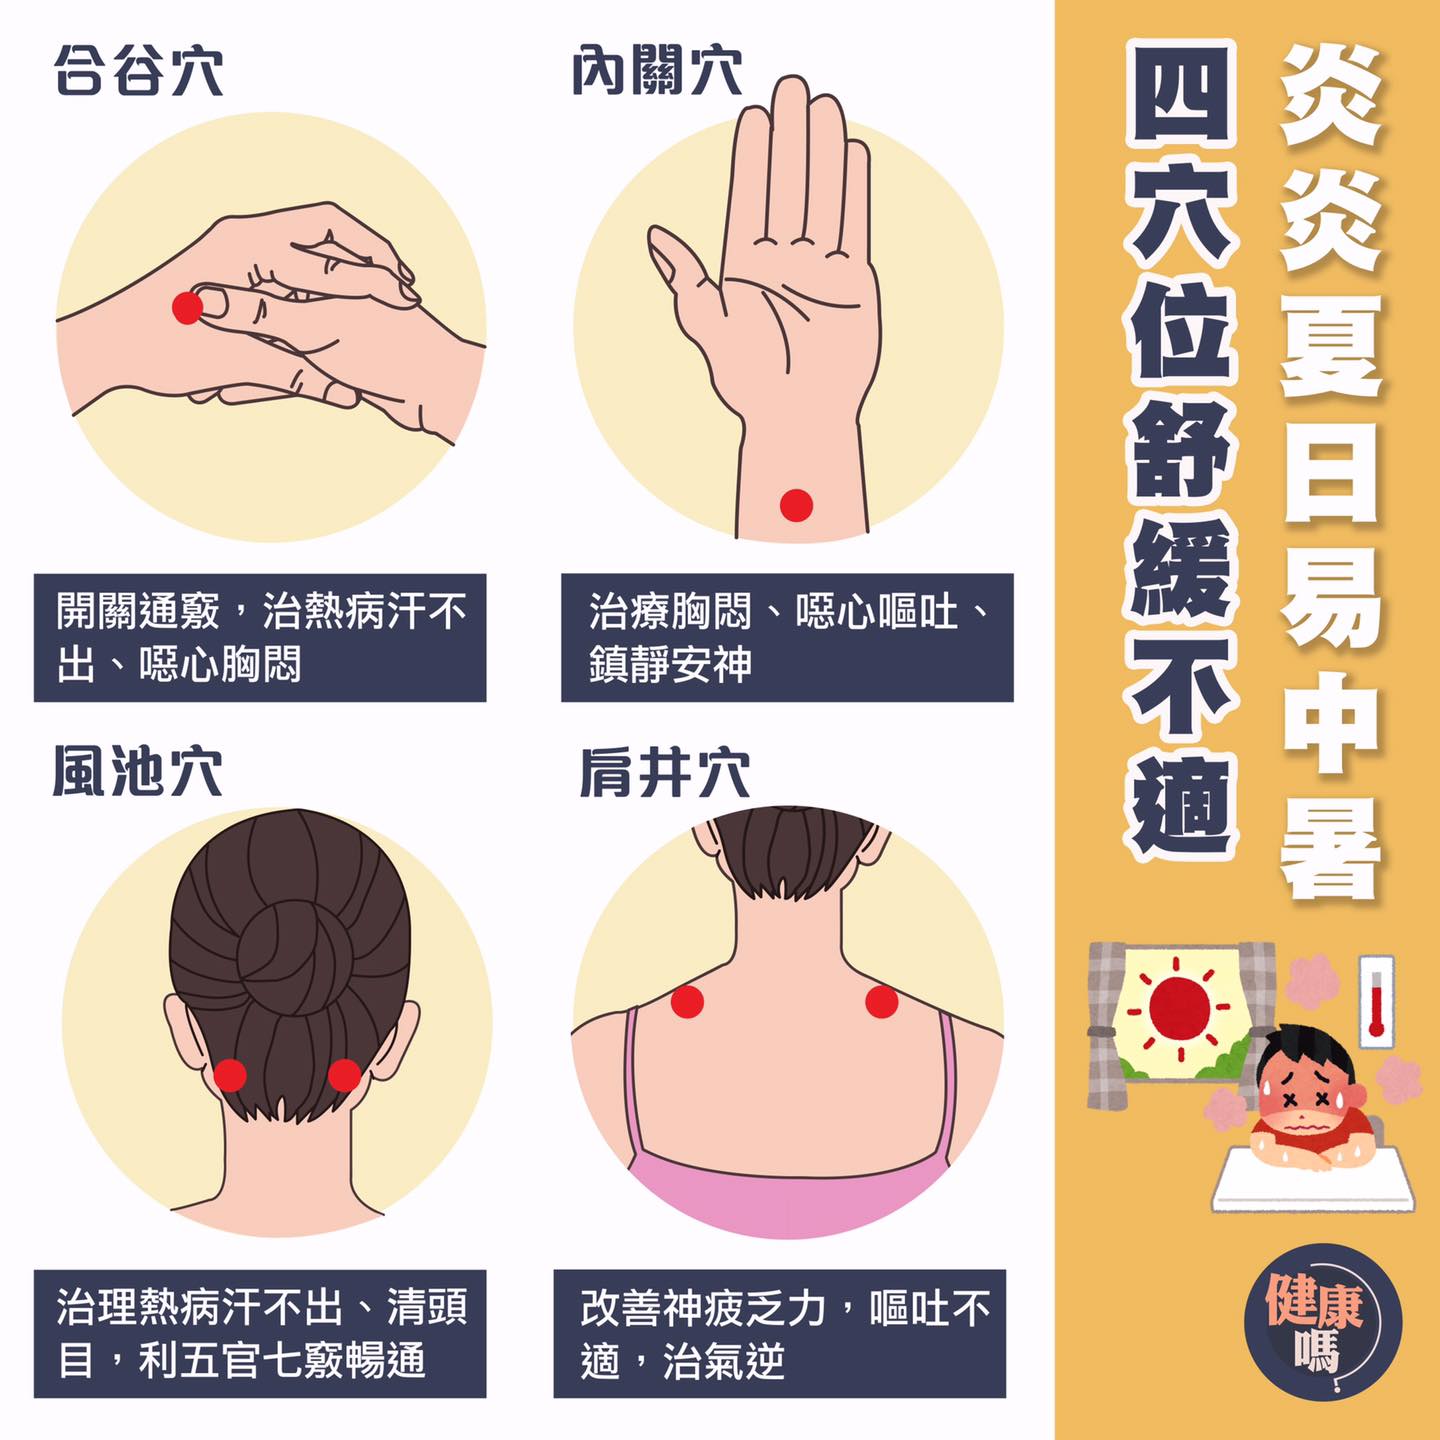 炎炎夏日易中暑
四穴位舒緩不適
合谷穴
開關通竅，治熱病汗不
出、噁心胸悶
內關穴
治療胸悶、噁心嘔吐、
鎮靜安神
風池穴
治理熱病汗不出、清頭
目，利五官七竅暢通
肩井穴
改善神疲乏力，嘔吐不
適，治氣逆
健康
嗎?